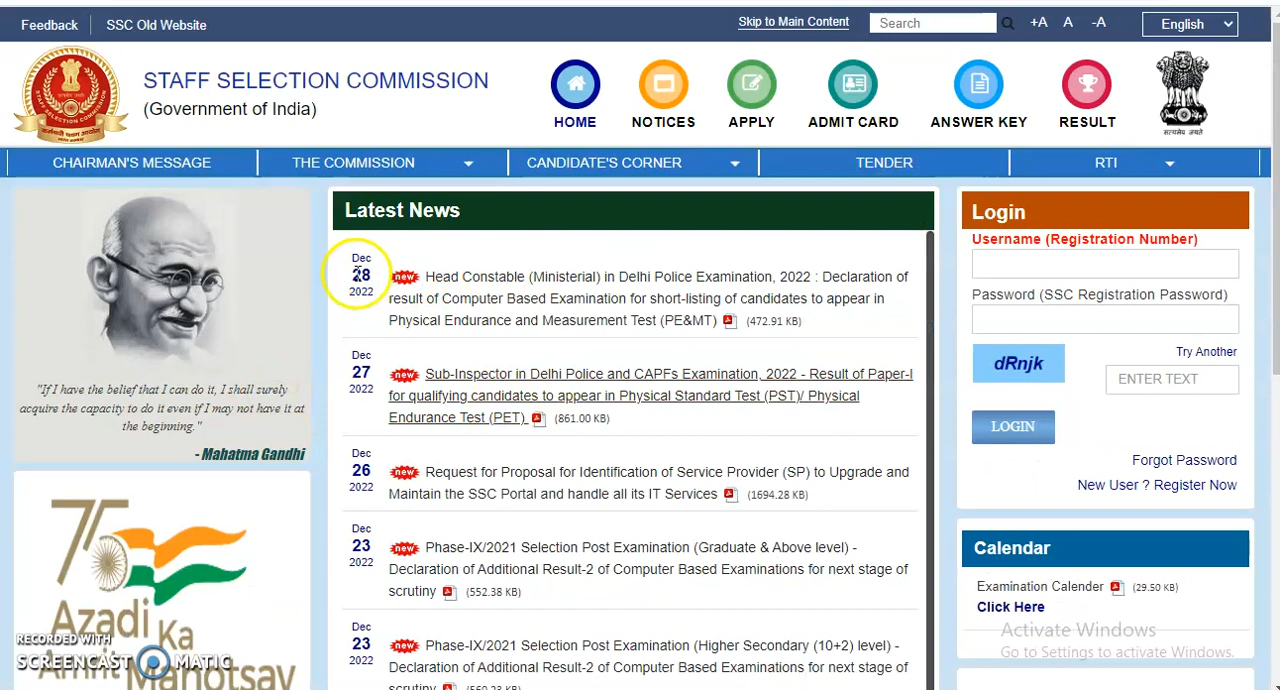 Feedback
SSC Old Website
Skip to Main Content
Search
+A
A
-A
English
STAFF SELECTION COMMISSION
(Government of India)
HOME
NOTICES
APPLY
ADMIT CARD
ANSWER KEY
RESULT
CHAIRMAN'S MESSAGE
THE COMMISSION
CANDIDATE'S CORNER
TENDER
RTI
"If I have the belief that I can do it, I shall surely
acquire the capacity to do it even if I may not have it at
the beginning."
- Mahatma Gandhi
75
Azadi Ka
Amrit Mahotsav
RECORDED WITH
SCREENCAST MATIC
Latest News
Dec
28
2022
new Head Constable (Ministerial) in Delhi Police Examination, 2022 : Declaration of
result of Computer Based Examination for short-listing of candidates to appear in
Physical Endurance and Measurement Test (PE&MT) (472.91 KB)
Dec
27
2022
new Sub-Inspector in Delhi Police and CAPFs Examination, 2022 - Result of Paper-I
for qualifying candidates to appear in Physical Standard Test (PST)/ Physical
Endurance Test (PET) (861.00 KB)
Dec
26
2022
new Request for Proposal for Identification of Service Provider (SP) to Upgrade and
Maintain the SSC Portal and handle all its IT Services (1694.28 KB)
Dec
23
2022
new Phase-IX/2021 Selection Post Examination (Graduate & Above level) -
Declaration of Additional Result-2 of Computer Based Examinations for next stage of
scrutiny (552.38 KB)
Dec
23
2022
new Phase-IX/2021 Selection Post Examination (Higher Secondary (10+2) level) -
Declaration of Additional Result-2 of Computer Based Examinations for next stage of
scrutiny
Login
Username (Registration Number)
Password (SSC Registration Password)
dRnjk
Try Another
ENTER TEXT
LOGIN
Forgot Password
New User ? Register Now
Calendar
Examination Calender (29.50 KB)
Click Here
Activate Windows
Go to Settings to activate Windows.